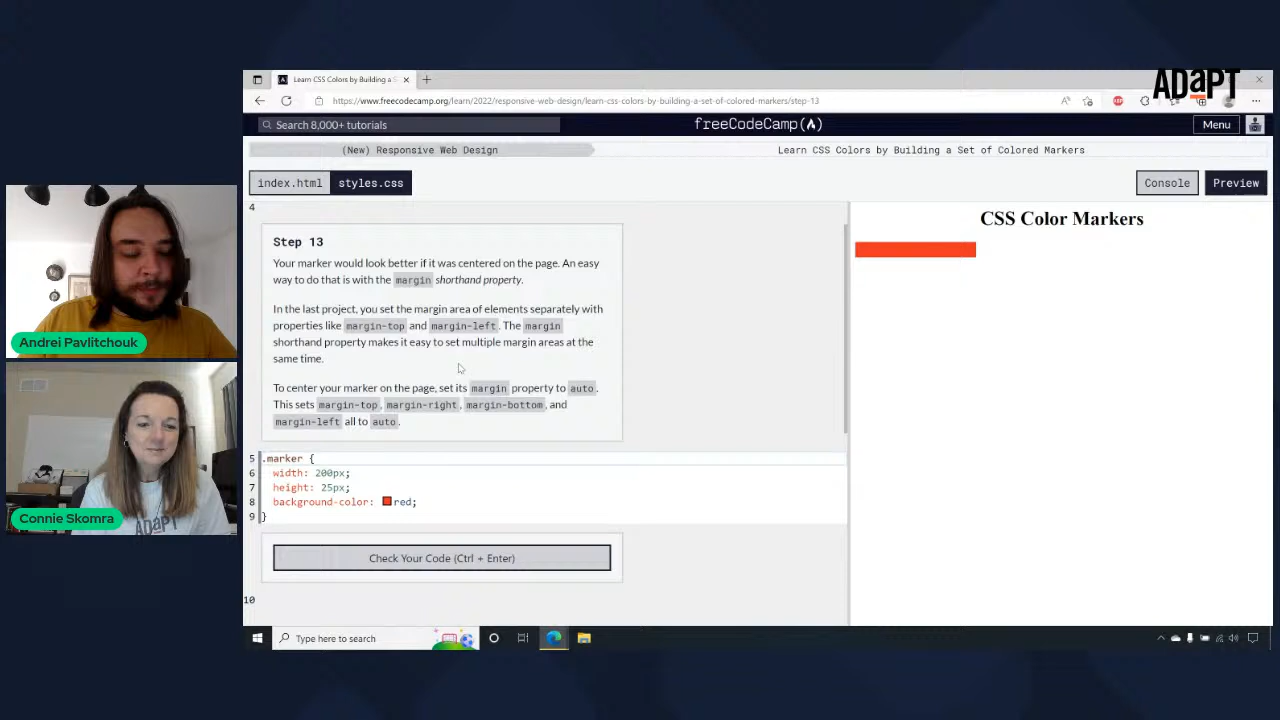 ADAPT
Learn CSS Colors by Building a S
https://www.freecodecamp.org/learn/2022/responsive-web-design/learn-css-colors-by-building-a-set-of-colored-markers/step-13
Search 8,000+ tutorials
freeCodeCamp
Menu
(New) Responsive Web Design
Learn CSS Colors by Building a Set of Colored Markers
index.html
styles.css
Console
Preview
4
Step 13
Your marker would look better if it was centered on the page. An easy
way to do that is with the margin shorthand property.
In the last project, you set the margin area of elements separately with
properties like margin-top and margin-left. The margin
shorthand property makes it easy to set multiple margin areas at the
same time.
To center your marker on the page, set its margin property to auto.
This sets margin-top, margin-right, margin-bottom, and
margin-left all to auto.
5 .marker {
6 width: 200px;
7 height: 25px;
8 background-color: red;
9 }
Check Your Code (Ctrl + Enter)
10
CSS Color Markers
Andrei Pavlitchouk
ADAPT
Connie Skomra
Type here to search